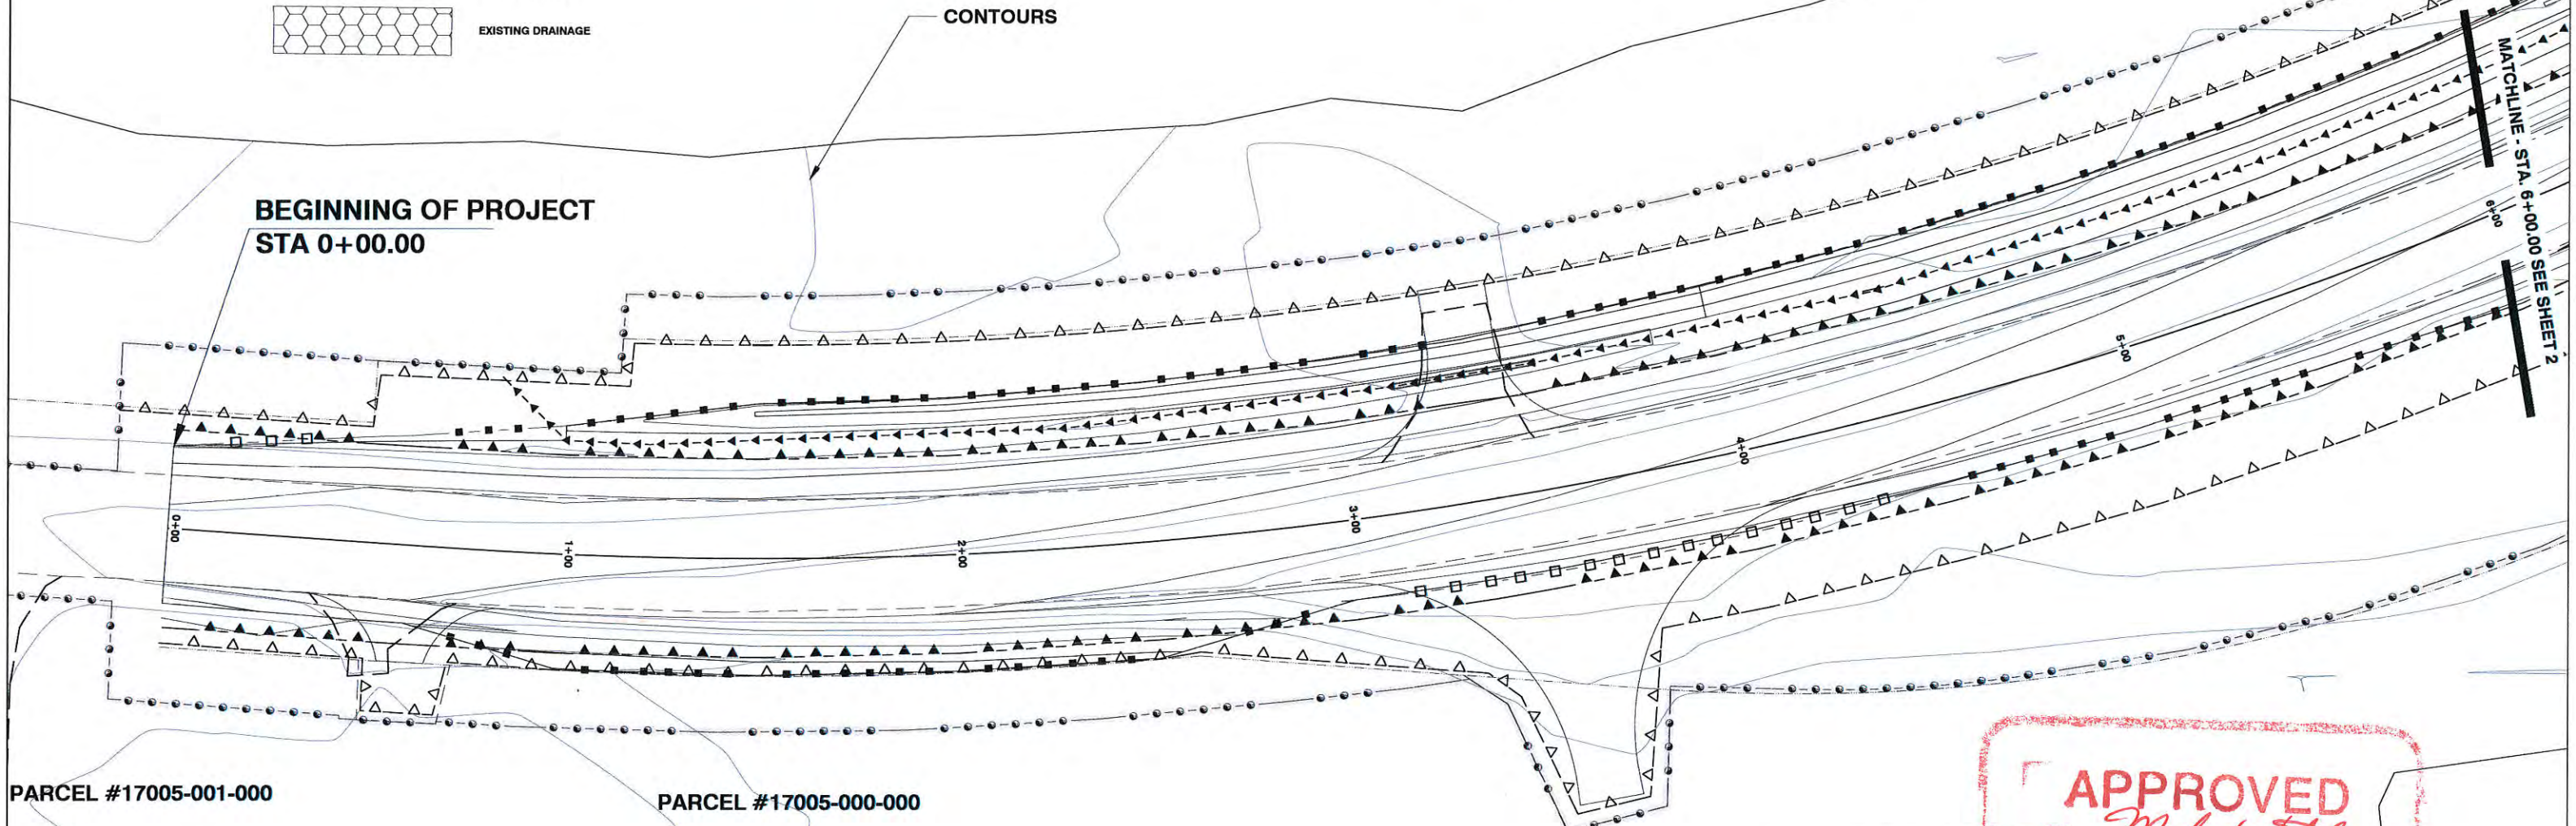 EXISTING DRAINAGE
CONTOURS
BEGINNING OF PROJECT
STA 0+00.00
MATCHLINE - STA. 6+00.00 SEE SHEET 2
0+00
1+00
2+00
3+00
4+00
5+00
6+00
PARCEL #17005-001-000
PARCEL #17005-000-000
APPROVED